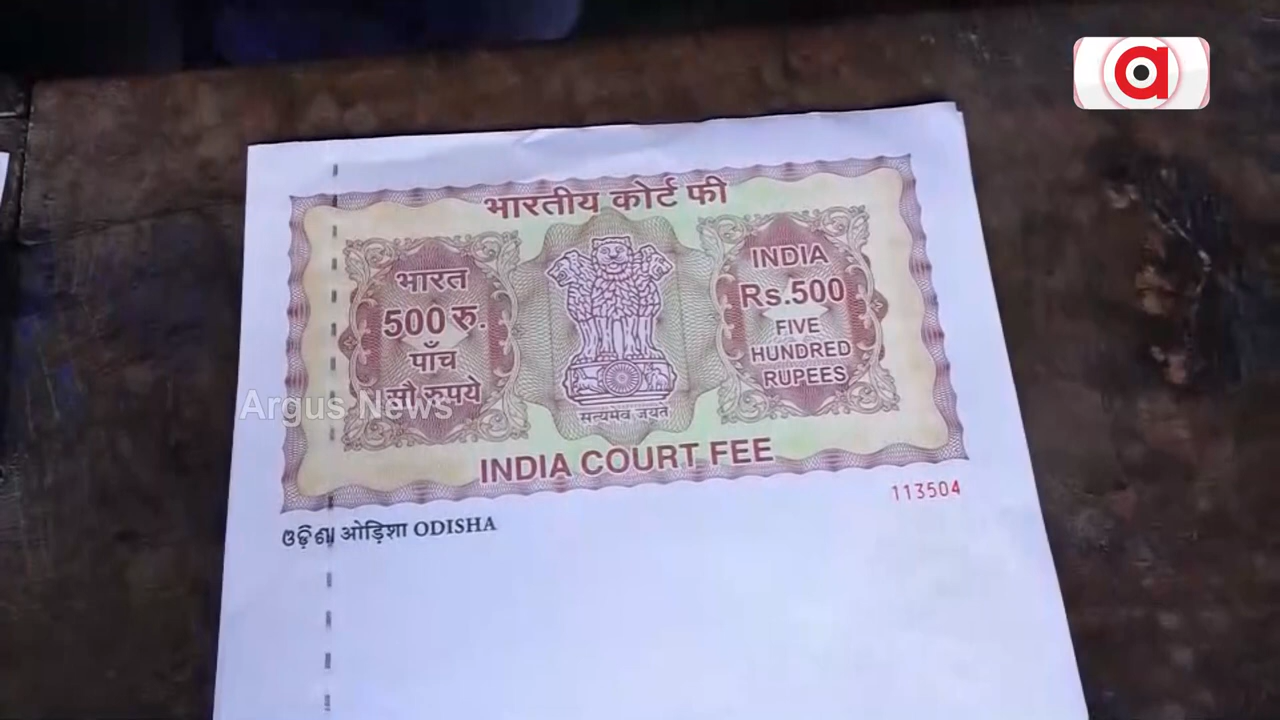 भारतीय कोर्ट फी
भारत
500 रु.
पाँच
सौ रुपये
सत्यमेव जयते
INDIA
Rs.500
FIVE
HUNDRED
RUPEES
INDIA COURT FEE
113504
ଓଡ଼ିଶା ओड़िशा ODISHA
Argus News
a